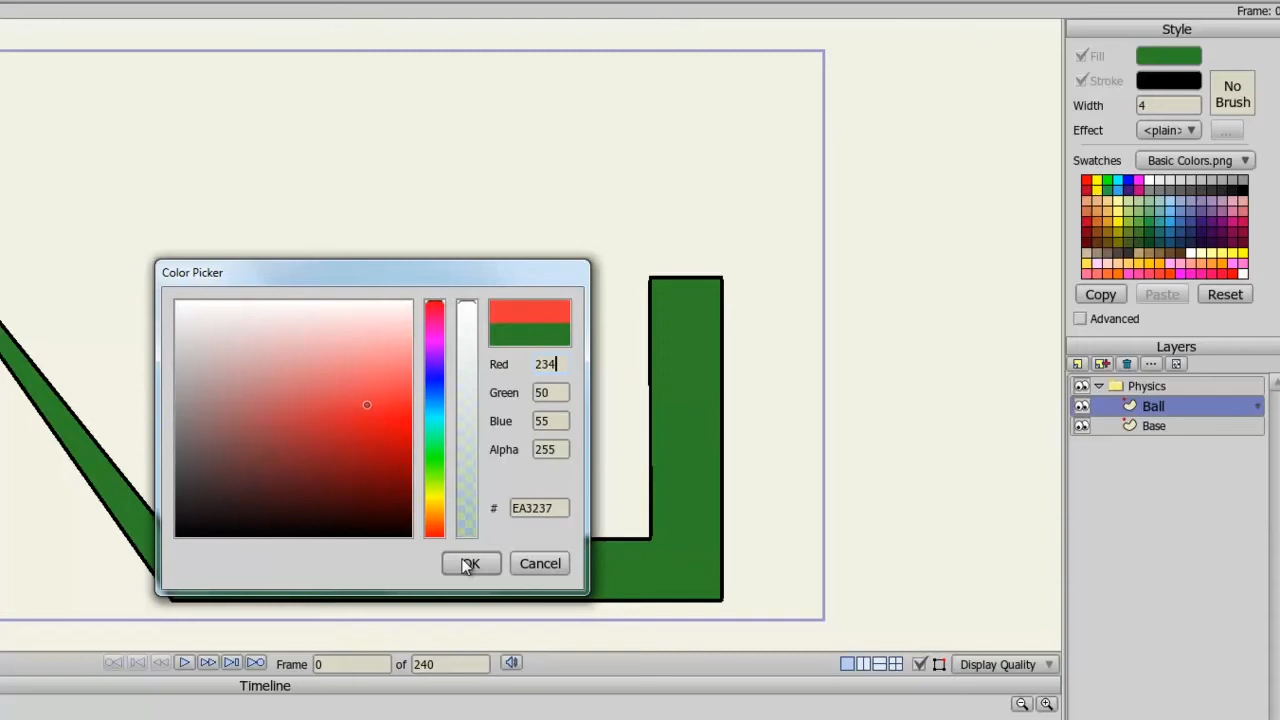 Frame: 0
Style
Fill
Stroke
No
Brush
Width 4
Effect <plain> ...
Swatches Basic Colors.png
Copy Paste Reset
Advanced
Layers
Physics
Ball
Base
Color Picker
Red 234
Green 50
Blue 55
Alpha 255
# EA3237
OK Cancel
Frame 0 of 240 Display Quality
Timeline